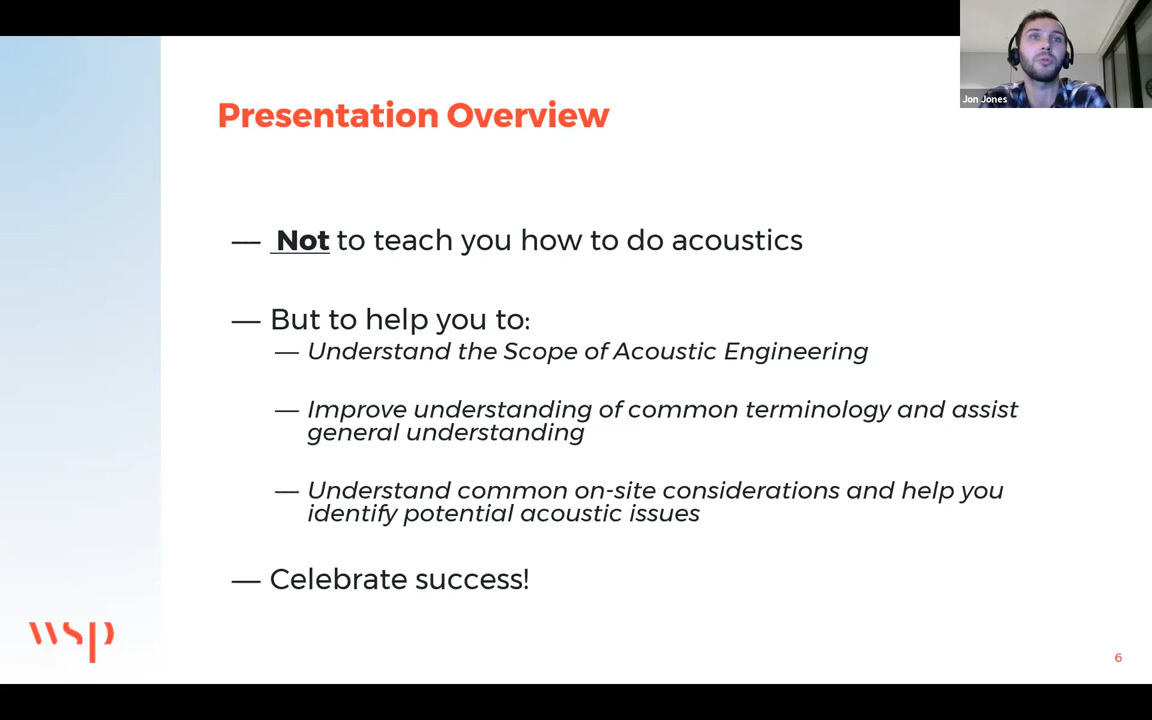 Jon Jones
Presentation Overview
— Not to teach you how to do acoustics
— But to help you to:
— Understand the Scope of Acoustic Engineering
— Improve understanding of common terminology and assist
general understanding
— Understand common on-site considerations and help you
identify potential acoustic issues
— Celebrate success!
wsp
6